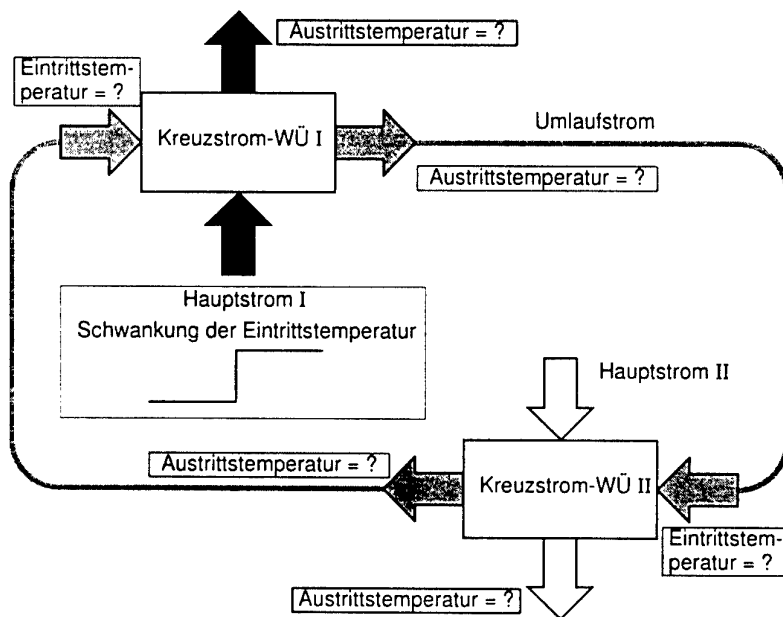 Austrittstemperatur = ?
Eintrittstem-
peratur = ?
Kreuzstrom-WÜ I
Umlaufstrom
Austrittstemperatur = ?
Hauptstrom I
Schwankung der Eintrittstemperatur
Hauptstrom II
Austrittstemperatur = ?
Kreuzstrom-WÜ II
Eintrittstem-
peratur = ?
Austrittstemperatur = ?